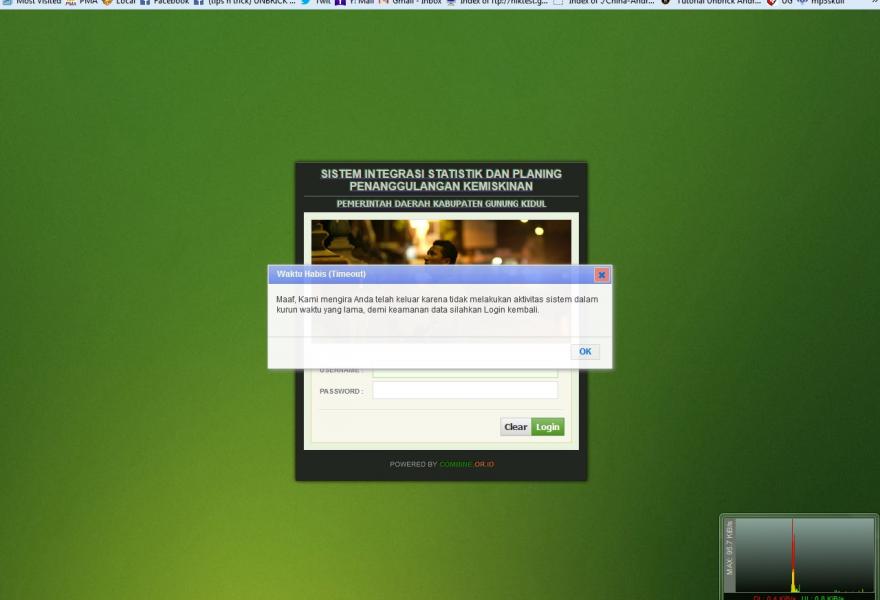 Most Visited PMA PMA Local Facebook (tips n trick) UNBRICK ... Twit Y! Mail Gmail - Inbox Index of ftp://niktest.g... Index of ./China-Andr... Tutorial Unbrick And... UG mp3skull
SISTEM INTEGRASI STATISTIK DAN PLANING
PENANGGULANGAN KEMISKINAN
PEMERINTAH DAERAH KABUPATEN GUNUNG KIDUL
Waktu Habis (Timeout)
Maaf, Kami mengira Anda telah keluar karena tidak melakukan aktivitas sistem dalam
kurun waktu yang lama, demi keamanan data silahkan Login kembali.
OK
USERNAME :
PASSWORD :
Clear Login
POWERED BY COMBINE.OR.ID
MAX: 95.7 KiB/s
DL: 0.4 KiB/s UL: 0.0 KiB/s